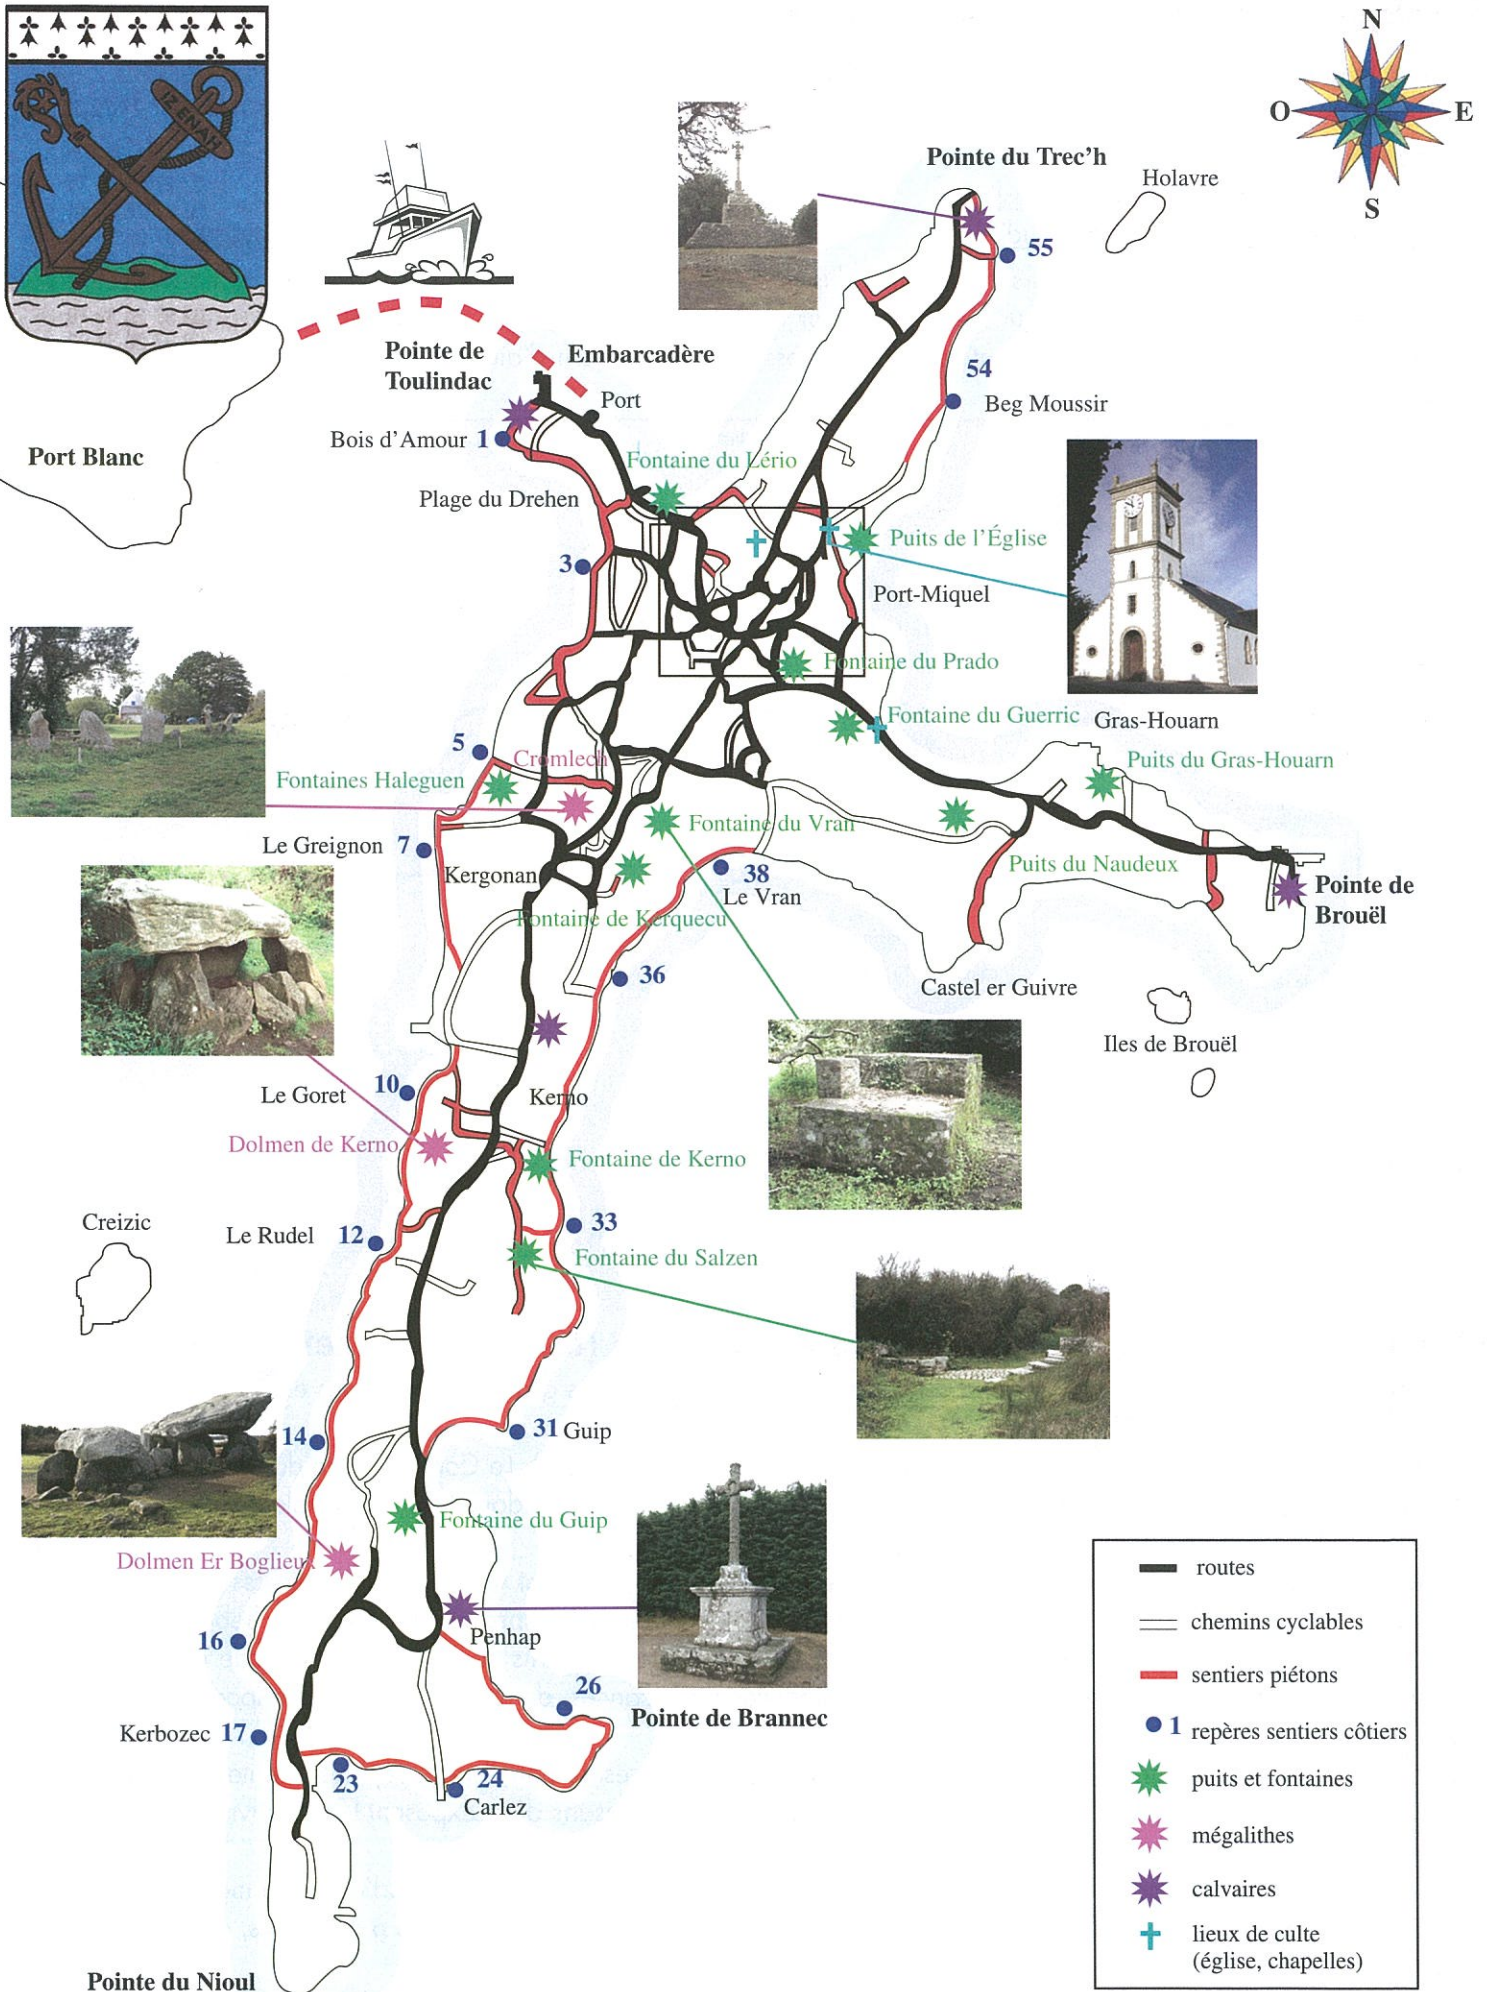 IZ ENAH
N
O
E
S
Pointe du Trec'h
Holavre
55
Pointe de
Toulindac
Embarcadère
Port
54
Beg Moussir
Bois d'Amour 1
Port Blanc
Fontaine du Lério
Plage du Drehen
Puits de l'Église
3
Port-Miquel
Fontaine du Prado
Fontaine du Guerric
Gras-Houarn
5
Cromlech
Puits du Gras-Houarn
Fontaines Haleguen
Fontaine du Vran
Le Greignon 7
Puits du Naudeux
Kergonan
38
Le Vran
Pointe de
Brouël
Fontaine de Kerquecu
36
Castel er Guivre
Iles de Brouël
10
Le Goret
Kerno
Dolmen de Kerno
Fontaine de Kerno
Creizic
Le Rudel 12
33
Fontaine du Salzen
14
31 Guip
Fontaine du Guip
Dolmen Er Boglieux
16
Penhap
26
Pointe de Brannec
Kerbozec 17
23
24
Carlez
Pointe du Nioul
routes
chemins cyclables
sentiers piétons
1 repères sentiers côtiers
puits et fontaines
mégalithes
calvaires
lieux de culte
(église, chapelles)